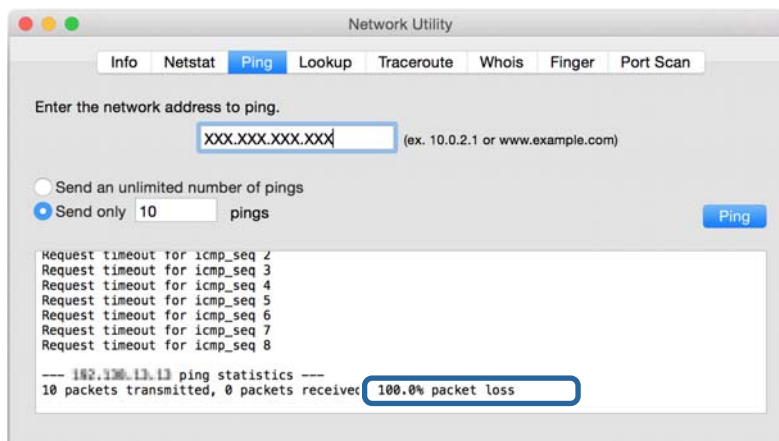 Network Utility
Info Netstat Ping Lookup Traceroute Whois Finger Port Scan
Enter the network address to ping.
XXX.XXX.XXX.XXX (ex. 10.0.2.1 or www.example.com)
Send an unlimited number of pings
Send only 10 pings
Ping
Request timeout for icmp_seq 2
Request timeout for icmp_seq 3
Request timeout for icmp_seq 4
Request timeout for icmp_seq 5
Request timeout for icmp_seq 6
Request timeout for icmp_seq 7
Request timeout for icmp_seq 8
--- ping statistics ---
10 packets transmitted, 0 packets received 100.0% packet loss